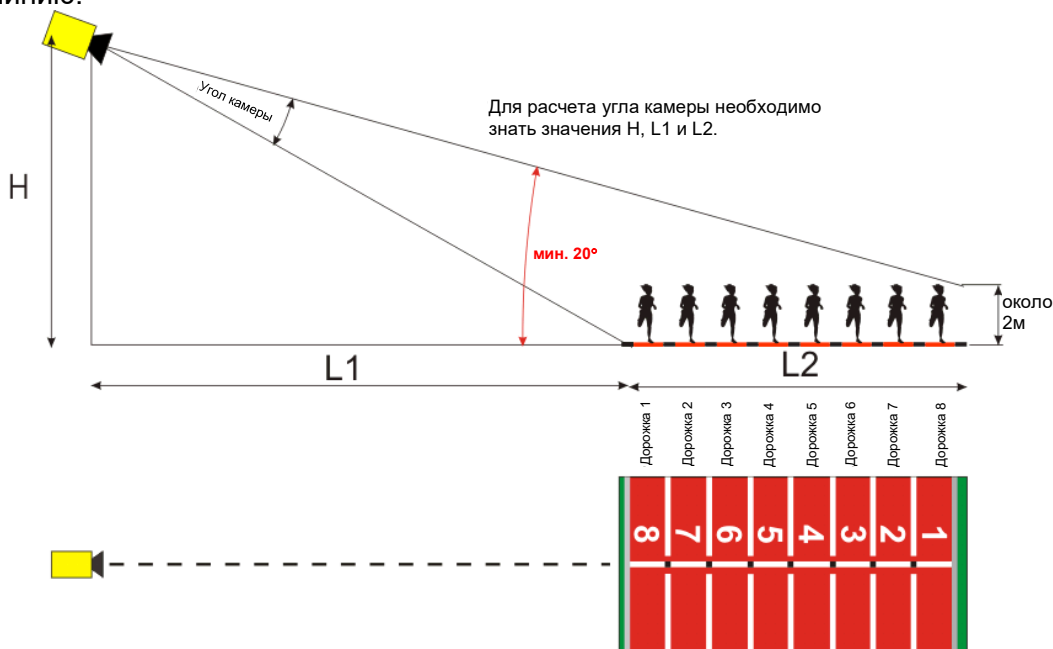 линию.
Угол камеры
Для расчета угла камеры необходимо
знать значения H, L1 и L2.
H
мин. 20°
около
2м
L1
L2
Дорожка 1
Дорожка 2
Дорожка 3
Дорожка 4
Дорожка 5
Дорожка 6
Дорожка 7
Дорожка 8
8 7 6 5 4 3 2 1